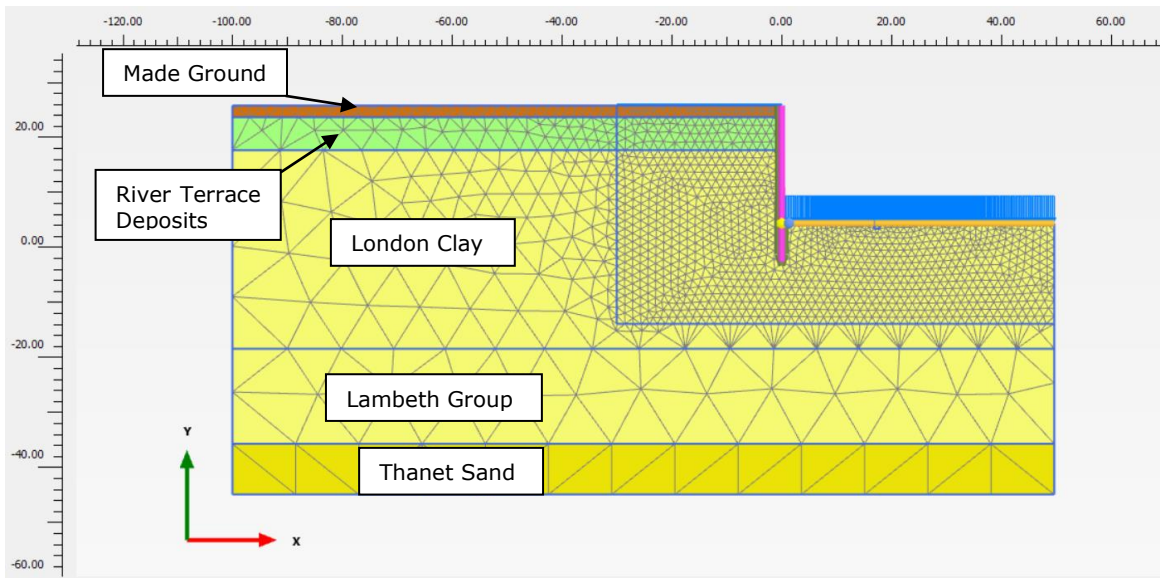 -120.00 -100.00 -80.00 -60.00 -40.00 -20.00 0.00 20.00 40.00 60.00
Made Ground
20.00
River Terrace
Deposits
London Clay
0.00
-20.00
Lambeth Group
Y
-40.00
Thanet Sand
X
-60.00